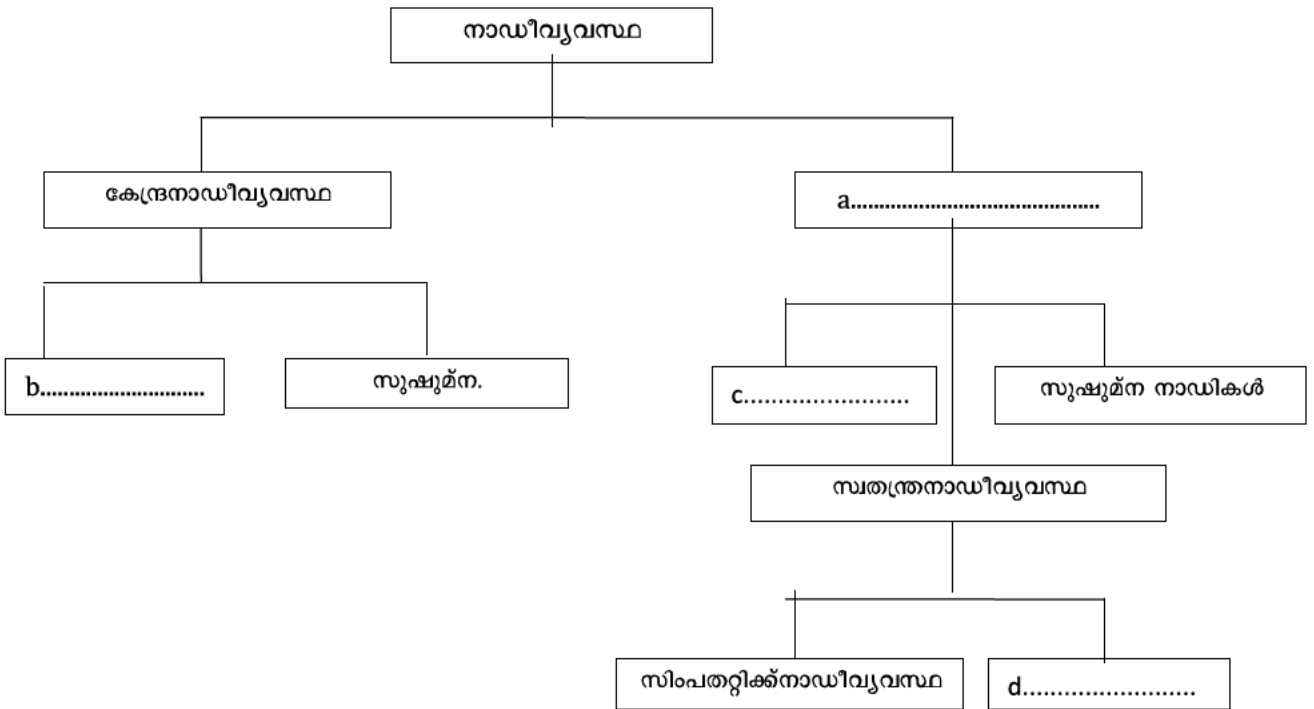 നാഡീവ്യവസ്ഥ
കേന്ദ്രനാഡീവ്യവസ്ഥ
a...........................................
b............................
സുഷുമ്ന.
c........................
സുഷുമ്ന നാഡികൾ
സ്വതന്ത്രനാഡീവ്യവസ്ഥ
സിംപതറ്റിക്ക്നാഡീവ്യവസ്ഥ
d.........................